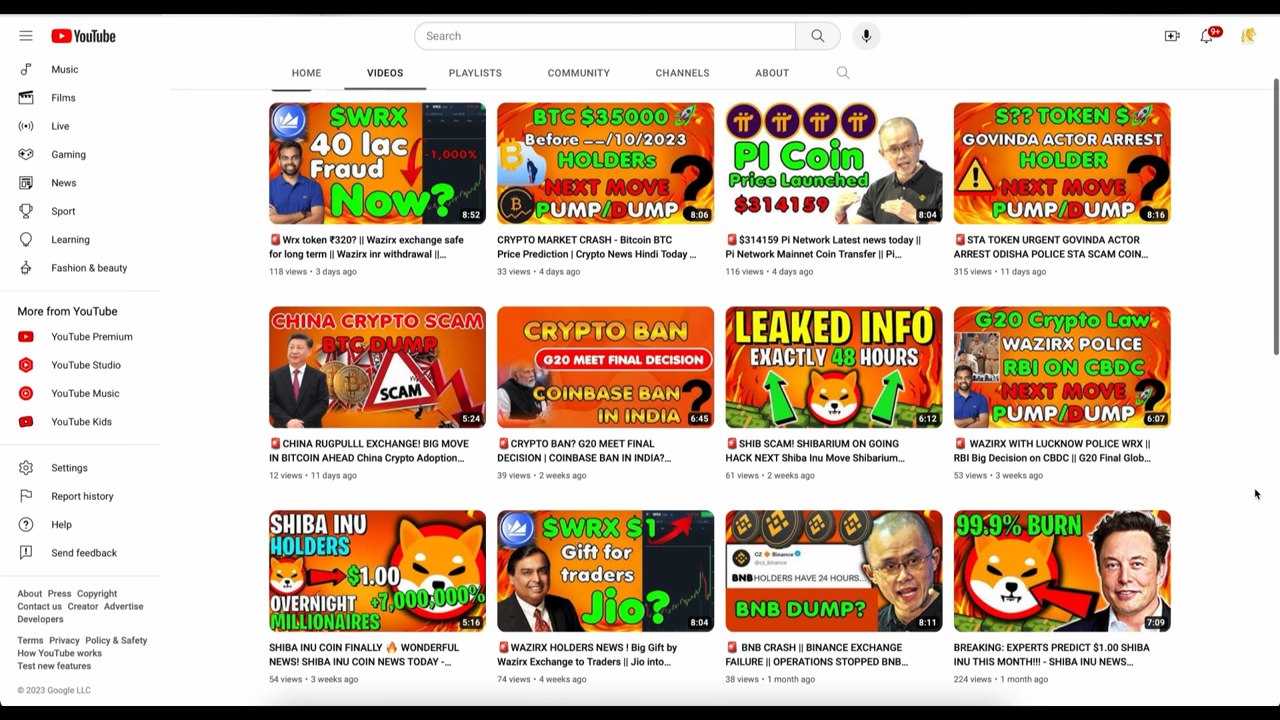 YouTube
Search
9+
Music
Films
Live
Gaming
News
Sport
Learning
Fashion & beauty
More from YouTube
YouTube Premium
YouTube Studio
YouTube Music
YouTube Kids
Settings
Report history
Help
Send feedback
About Press Copyright
Contact us Creator Advertise
Developers
Terms Privacy Policy & Safety
How YouTube works
Test new features
© 2023 Google LLC
HOME VIDEOS PLAYLISTS COMMUNITY CHANNELS ABOUT
$WRX
40 lac
Fraud
Now?
-1,000%
8:52
🚨Wrx token ₹320? || Wazirx exchange safe
for long term || Wazirx inr withdrawal ||...
118 views • 3 days ago
BTC $35000
Before –-/10/2023
HOLDERs
NEXT MOVE
PUMP/DUMP?
8:06
CRYPTO MARKET CRASH - Bitcoin BTC
Price Prediction | Crypto News Hindi Today ...
33 views • 4 days ago
PI Coin
Price Launched
$314159
8:04
🚨$314159 Pi Network Latest news today ||
Pi Network Mainnet Coin Transfer || Pi...
116 views • 4 days ago
S?? TOKEN $
GOVINDA ACTOR ARREST
HOLDER
NEXT MOVE
PUMP/DUMP?
8:16
🚨STA TOKEN URGENT GOVINDA ACTOR
ARREST ODISHA POLICE STA SCAM COIN...
315 views • 11 days ago
CHINA CRYPTO SCAM
BTC DUMP
SCAM
5:24
🚨CHINA RUGPULLL EXCHANGE! BIG MOVE
IN BITCOIN AHEAD China Crypto Adoption...
12 views • 11 days ago
CRYPTO BAN
G20 MEET FINAL DECISION
COINBASE BAN
IN INDIA?
6:45
🚨CRYPTO BAN? G20 MEET FINAL
DECISION | COINBASE BAN IN INDIA?...
39 views • 2 weeks ago
LEAKED INFO
EXACTLY 48 HOURS
6:12
🚨SHIB SCAM! SHIBARIUM ON GOING
HACK NEXT Shiba Inu Move Shibarium...
61 views • 2 weeks ago
G20 Crypto Law
WAZIRX POLICE
RBI ON CBDC
NEXT MOVE
PUMP/DUMP?
6:07
🚨 WAZIRX WITH LUCKNOW POLICE WRX ||
RBI Big Decision on CBDC || G20 Final Glob...
53 views • 3 weeks ago
SHIBA INU
HOLDERS
$1.00
+7,000,000%
OVERNIGHT
MILLIONAIRES
5:16
SHIBA INU COIN FINALLY 🔥 WONDERFUL
NEWS! SHIBA INU COIN NEWS TODAY -...
54 views • 3 weeks ago
$WRX $1
Gift for
traders
Jio?
8:04
🚨WAZIRX HOLDERS NEWS ! Big Gift by
Wazirx Exchange to Traders || Jio into...
74 views • 4 weeks ago
CZ 🔶 Binance
@cz_binance
BNB HOLDERS HAVE 24 HOURS...
BNB DUMP?
8:11
🚨 BNB CRASH || BINANCE EXCHANGE
FAILURE || OPERATIONS STOPPED BNB...
38 views • 1 month ago
99.9% BURN
7:09
BREAKING: EXPERTS PREDICT $1.00 SHIBA
INU THIS MONTH!!! - SHIBA INU NEWS...
224 views • 1 month ago